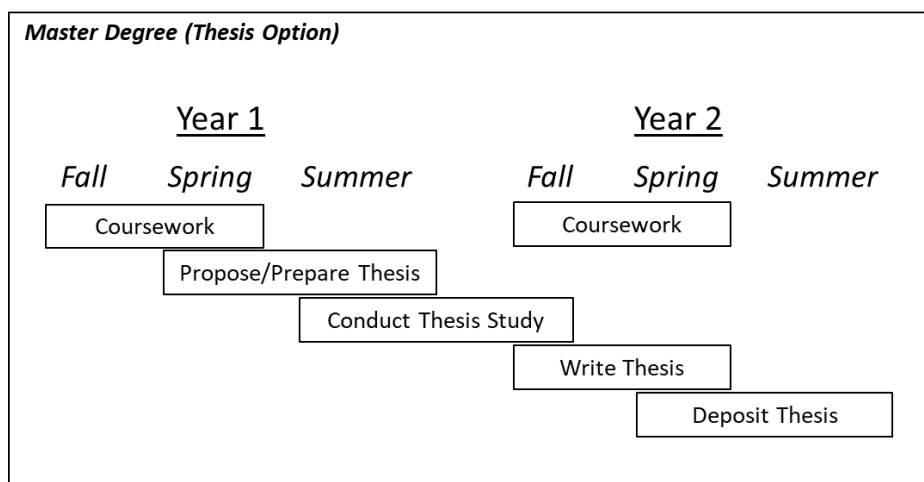 Master Degree (Thesis Option)
Year 1 Year 2
Fall Spring Summer Fall Spring Summer
Coursework Coursework
Propose/Prepare Thesis
Conduct Thesis Study
Write Thesis
Deposit Thesis